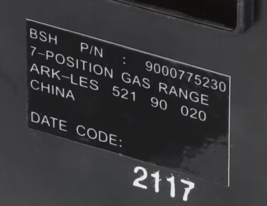 BSH P/N : 9000775230
7-POSITION GAS RANGE
ARK-LES 521 90 020
CHINA
DATE CODE:
2117